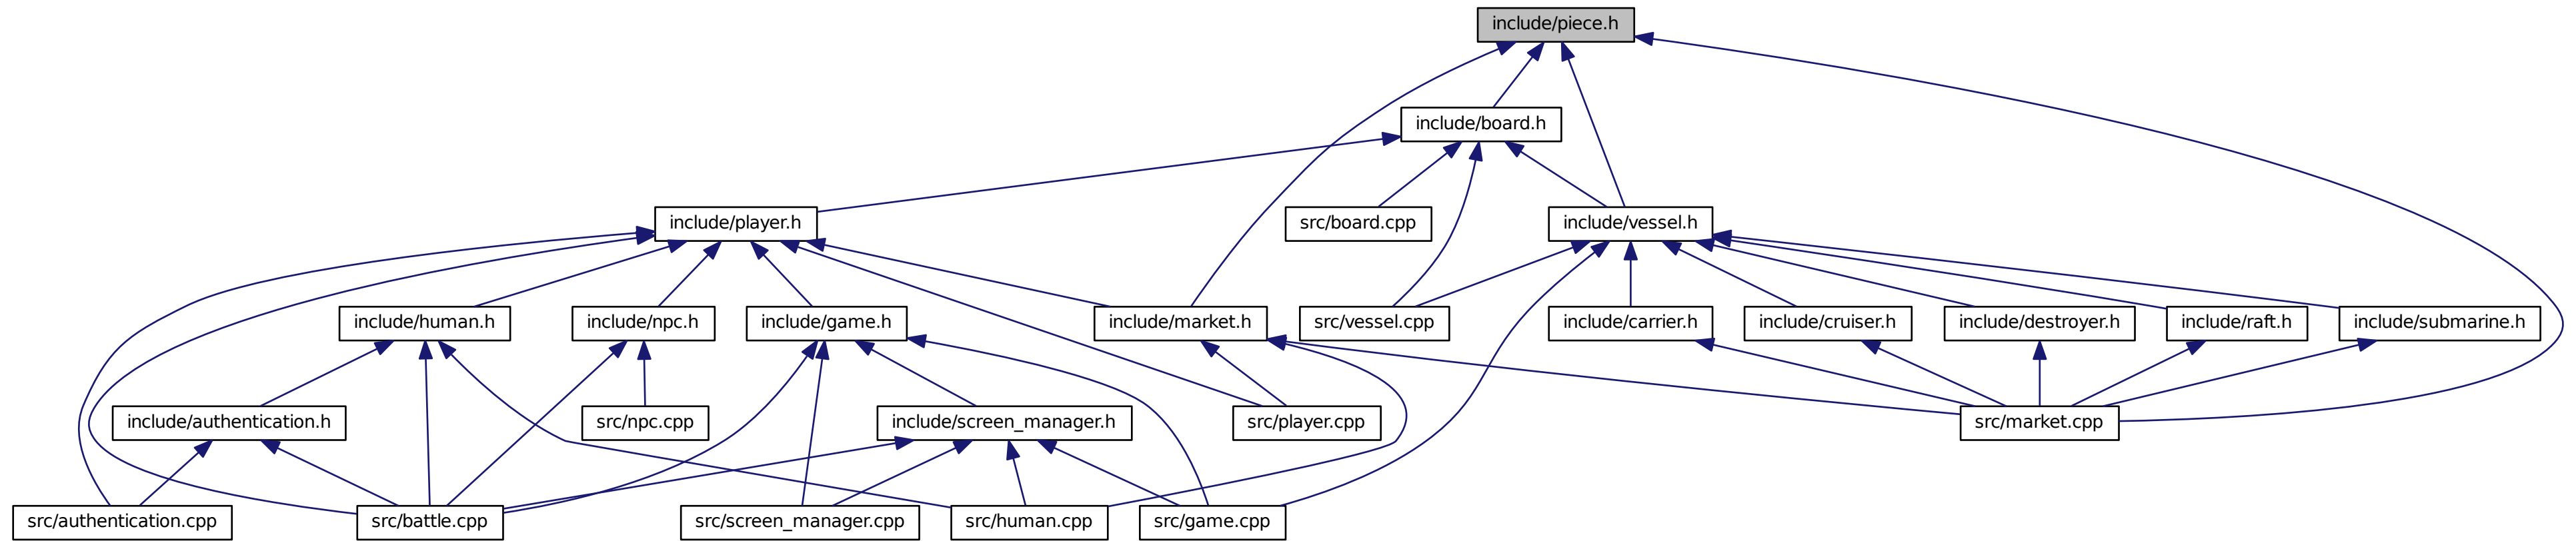 include/piece.h
include/board.h
include/player.h
src/board.cpp
include/vessel.h
include/human.h
include/npc.h
include/game.h
include/market.h
src/vessel.cpp
include/carrier.h
include/cruiser.h
include/destroyer.h
include/raft.h
include/submarine.h
include/authentication.h
src/npc.cpp
include/screen_manager.h
src/player.cpp
src/market.cpp
src/authentication.cpp
src/battle.cpp
src/screen_manager.cpp
src/human.cpp
src/game.cpp